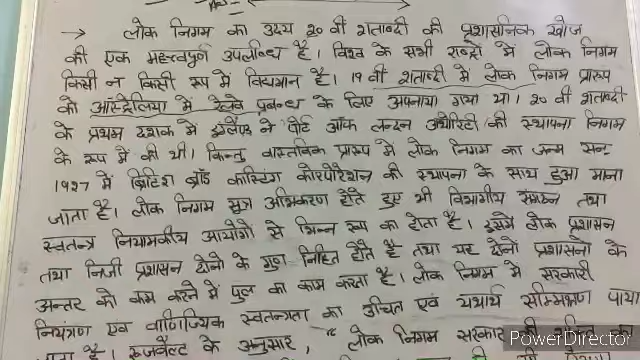 → लोक निगम का उदय २० वी शताब्दी की प्रशासनिक खोज
की एक महत्वपूर्ण उपलब्धि है। विश्व के सभी राष्ट्रो मे लोक निगम
किसी न किसी रूप मे विद्यमान है। 19 वी शताब्दी मे लोक निगम प्रारूप
को आस्ट्रेलिया मे रेलवे प्रबन्ध के लिए अपनाया गया था। २० वी शताब्दी
के प्रथम दशक मे इंग्लैण्ड ने पोर्ट ऑफ लन्दन अथॉरिटी की स्थापना निगम
के रूप मे की थी। किन्तु वास्तविक प्रारूप मे लोक निगम का जन्म सन्
1927 मे ब्रिटिश ब्रॉड कास्टिंग कोरपोरेशन की स्थापना के साथ हुआ माना
जाता है। लोक निगम सूत्र अभिकरण होते हुए भी विभागीय संगठन तथा
स्वतन्त्र नियामकीय आयोगो से भिन्न रूप का होता है। इसमे लोक प्रशासन
तथा निजी प्रशासन दोनो के गुण निहित होते है तथा यह दोनो प्रशासनो के
अन्तर को कम करने मे पुल का काम करता है। लोक निगम मे सरकारी
नियत्रण एवं वाणिज्यिक स्वतन्त्रता का उचित एवं यथार्थ सम्मिश्रण पाया
है। रूजवेल्ट के अनुसार, " लोक निगम सरकार की शक्ति का
PowerDirector